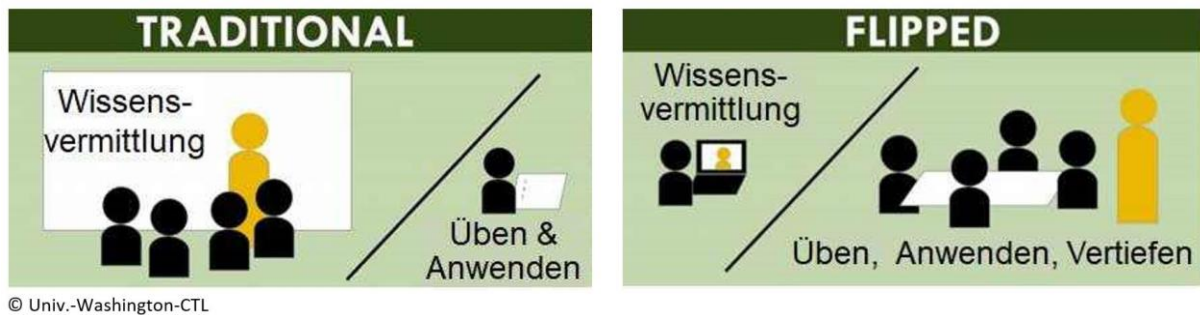 TRADITIONAL
Wissens-
vermittlung
Üben &
Anwenden
FLIPPED
Wissens-
vermittlung
Üben, Anwenden, Vertiefen
© Univ.-Washington-CTL